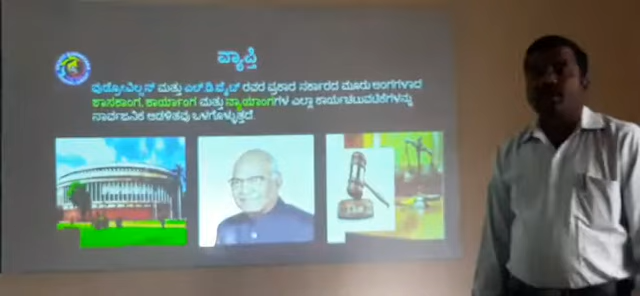 ವ್ಯಾಪ್ತಿ
ವುಡ್ರೋವಿಲ್ಸನ್ ಮತ್ತು ಎಲ್.ಡಿ.ವೈಟ್ ರವರ ಪ್ರಕಾರ ಸರ್ಕಾರದ ಮೂರು ಅಂಗಗಳಾದ
ಶಾಸಕಾಂಗ, ಕಾರ್ಯಾಂಗ ಮತ್ತು ನ್ಯಾಯಾಂಗಗಳ ಎಲ್ಲಾ ಕಾರ್ಯಚಟುವಟಿಕೆಗಳನ್ನು
ಸಾರ್ವಜನಿಕ ಆಡಳಿತವು ಒಳಗೊಳ್ಳುತ್ತದೆ.